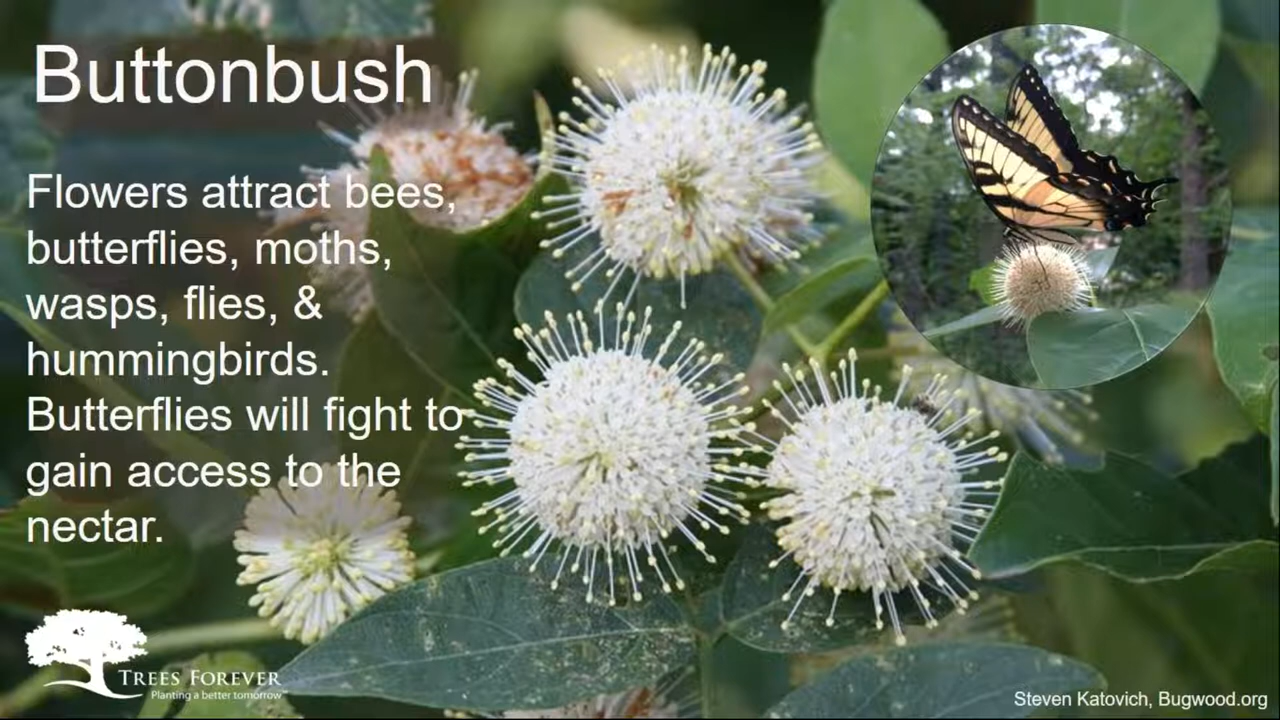 Buttonbush
Flowers attract bees,
butterflies, moths,
wasps, flies, &
hummingbirds.
Butterflies will fight to
gain access to the
nectar.
TREES FOREVER
Planting a better tomorrow
Steven Katovich, Bugwood.org